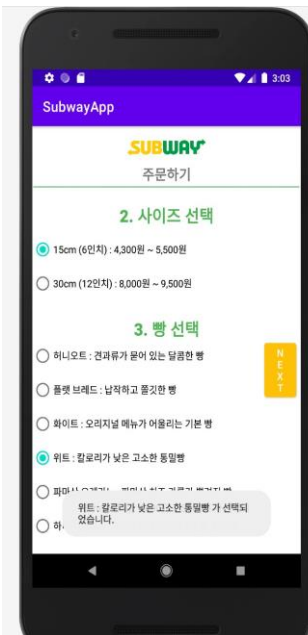 3:03
SubwayApp
SUBWAY
주문하기
2. 사이즈 선택
15cm (6인치) : 4,300원 ~ 5,500원
30cm (12인치) : 8,000원 ~ 9,500원
3. 빵 선택
허니오트 : 견과류가 묻어 있는 달콤한 빵
NEXT
플랫 브레드 : 납작하고 쫄깃한 빵
화이트 : 오리지널 메뉴가 어울리는 기본 빵
위트 : 칼로리가 낮은 고소한 통밀빵
위트 : 칼로리가 낮은 고소한 통밀빵 가 선택되
었습니다.